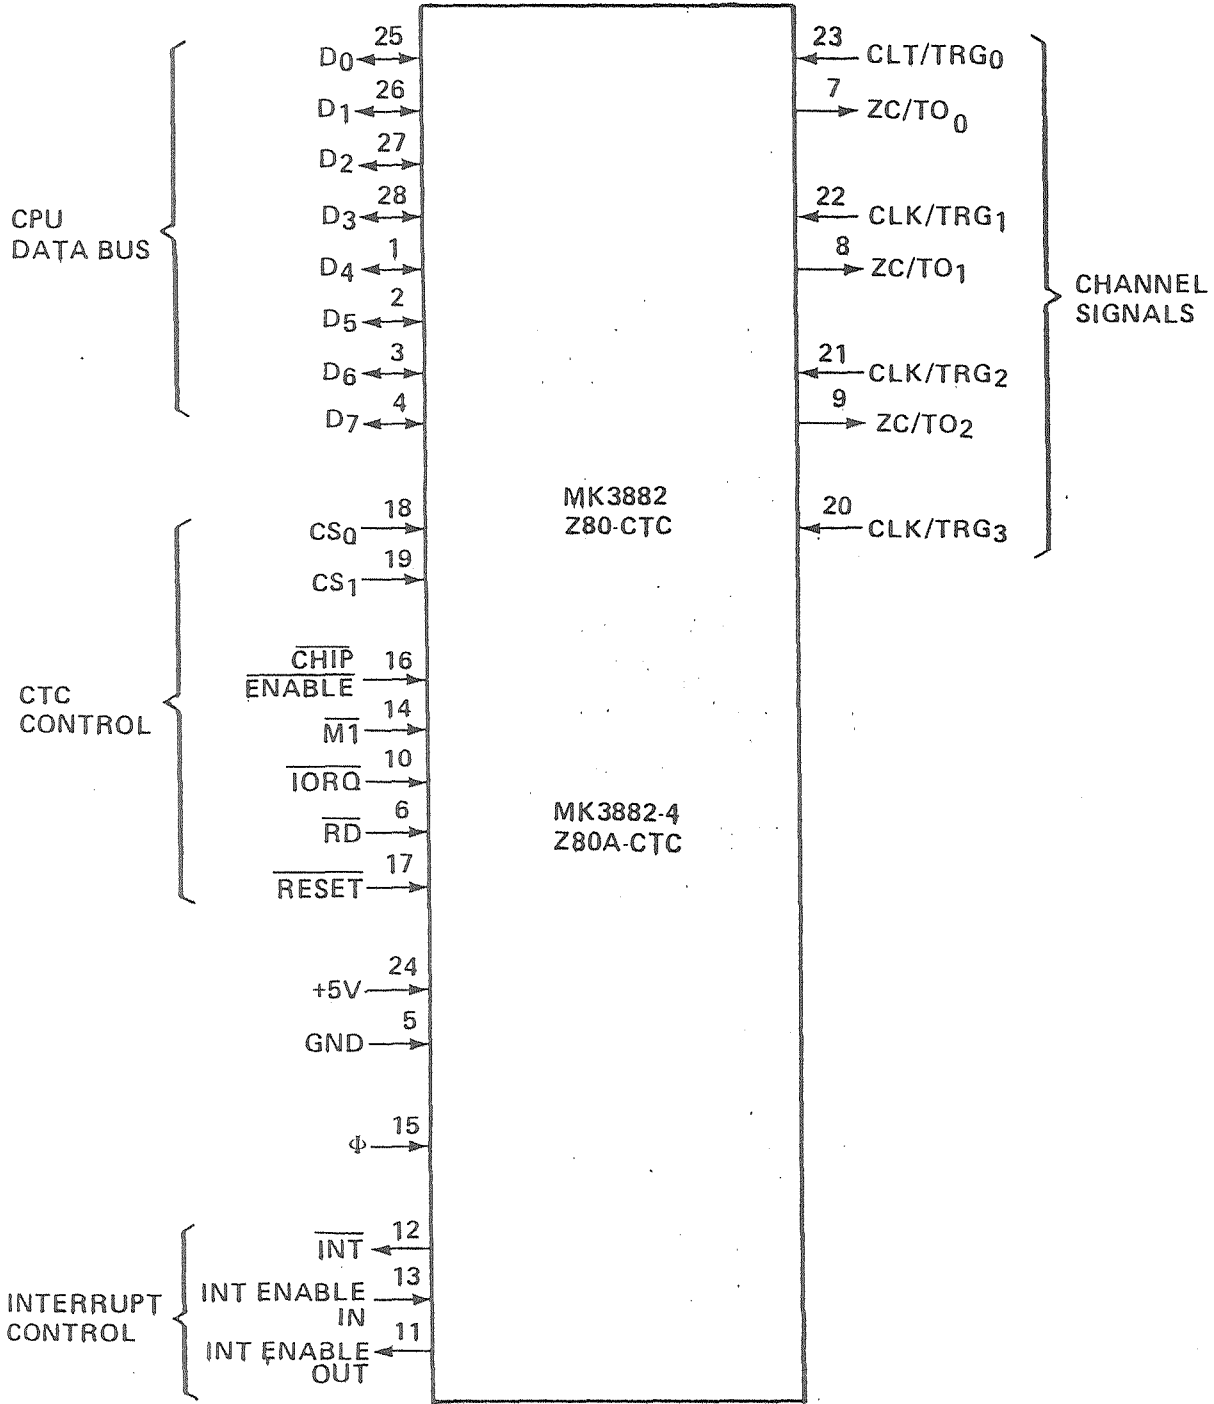 CPU
DATA BUS
D0 25
D1 26
D2 27
D3 28
D4 1
D5 2
D6 3
D7 4
CTC
CONTROL
CS0 18
CS1 19
CHIP
ENABLE 16
M1 14
IORQ 10
RD 6
RESET 17
+5V 24
GND 5
Φ 15
INTERRUPT
CONTROL
INT 12
INT ENABLE
IN 13
INT ENABLE
OUT 11
MK3882
Z80-CTC
MK3882-4
Z80A-CTC
23 CLT/TRG0
7 ZC/TO0
22 CLK/TRG1
8 ZC/TO1
21 CLK/TRG2
9 ZC/TO2
20 CLK/TRG3
CHANNEL
SIGNALS